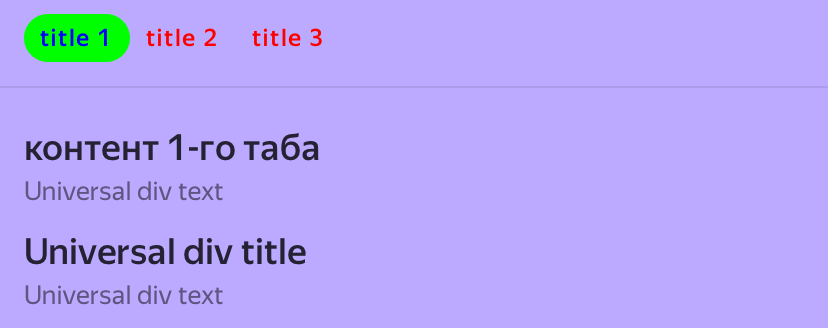 title 1 title 2 title 3
контент 1-го таба
Universal div text
Universal div title
Universal div text